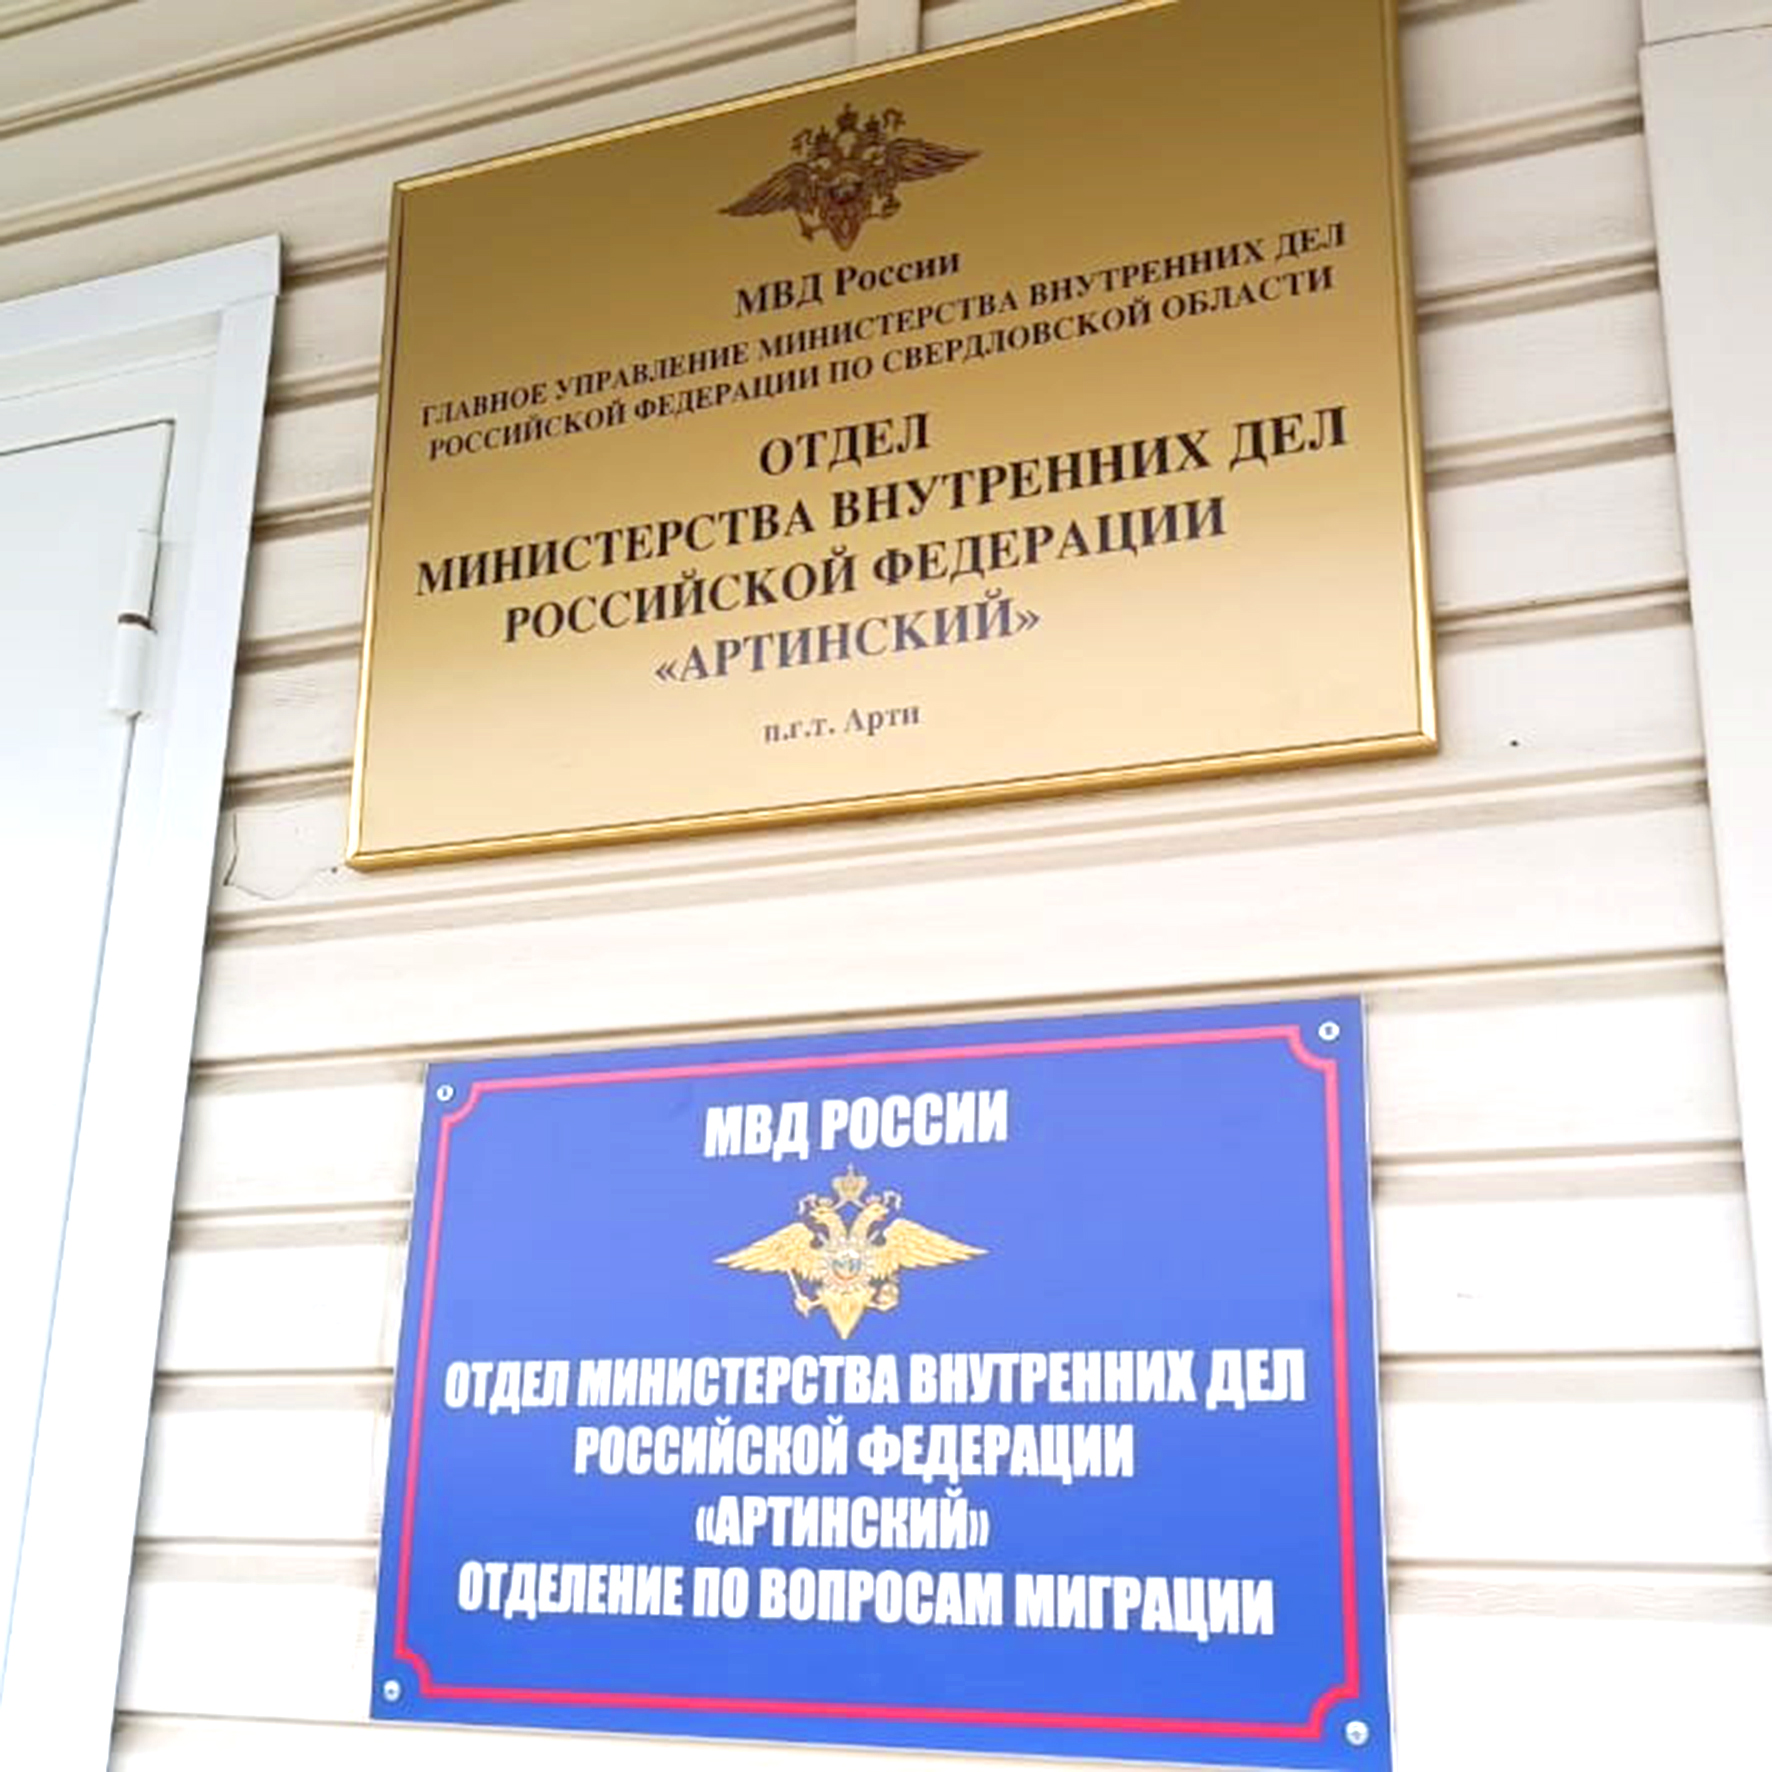 МВД России
ГЛАВНОЕ УПРАВЛЕНИЕ МИНИСТЕРСТВА ВНУТРЕННИХ ДЕЛ
РОССИЙСКОЙ ФЕДЕРАЦИИ ПО СВЕРДЛОВСКОЙ ОБЛАСТИ
ОТДЕЛ
МИНИСТЕРСТВА ВНУТРЕННИХ ДЕЛ
РОССИЙСКОЙ ФЕДЕРАЦИИ
«АРТИНСКИЙ»
п.г.т. Арти
МВД РОССИИ
ОТДЕЛ МИНИСТЕРСТВА ВНУТРЕННИХ ДЕЛ
РОССИЙСКОЙ ФЕДЕРАЦИИ
«АРТИНСКИЙ»
ОТДЕЛЕНИЕ ПО ВОПРОСАМ МИГРАЦИИ